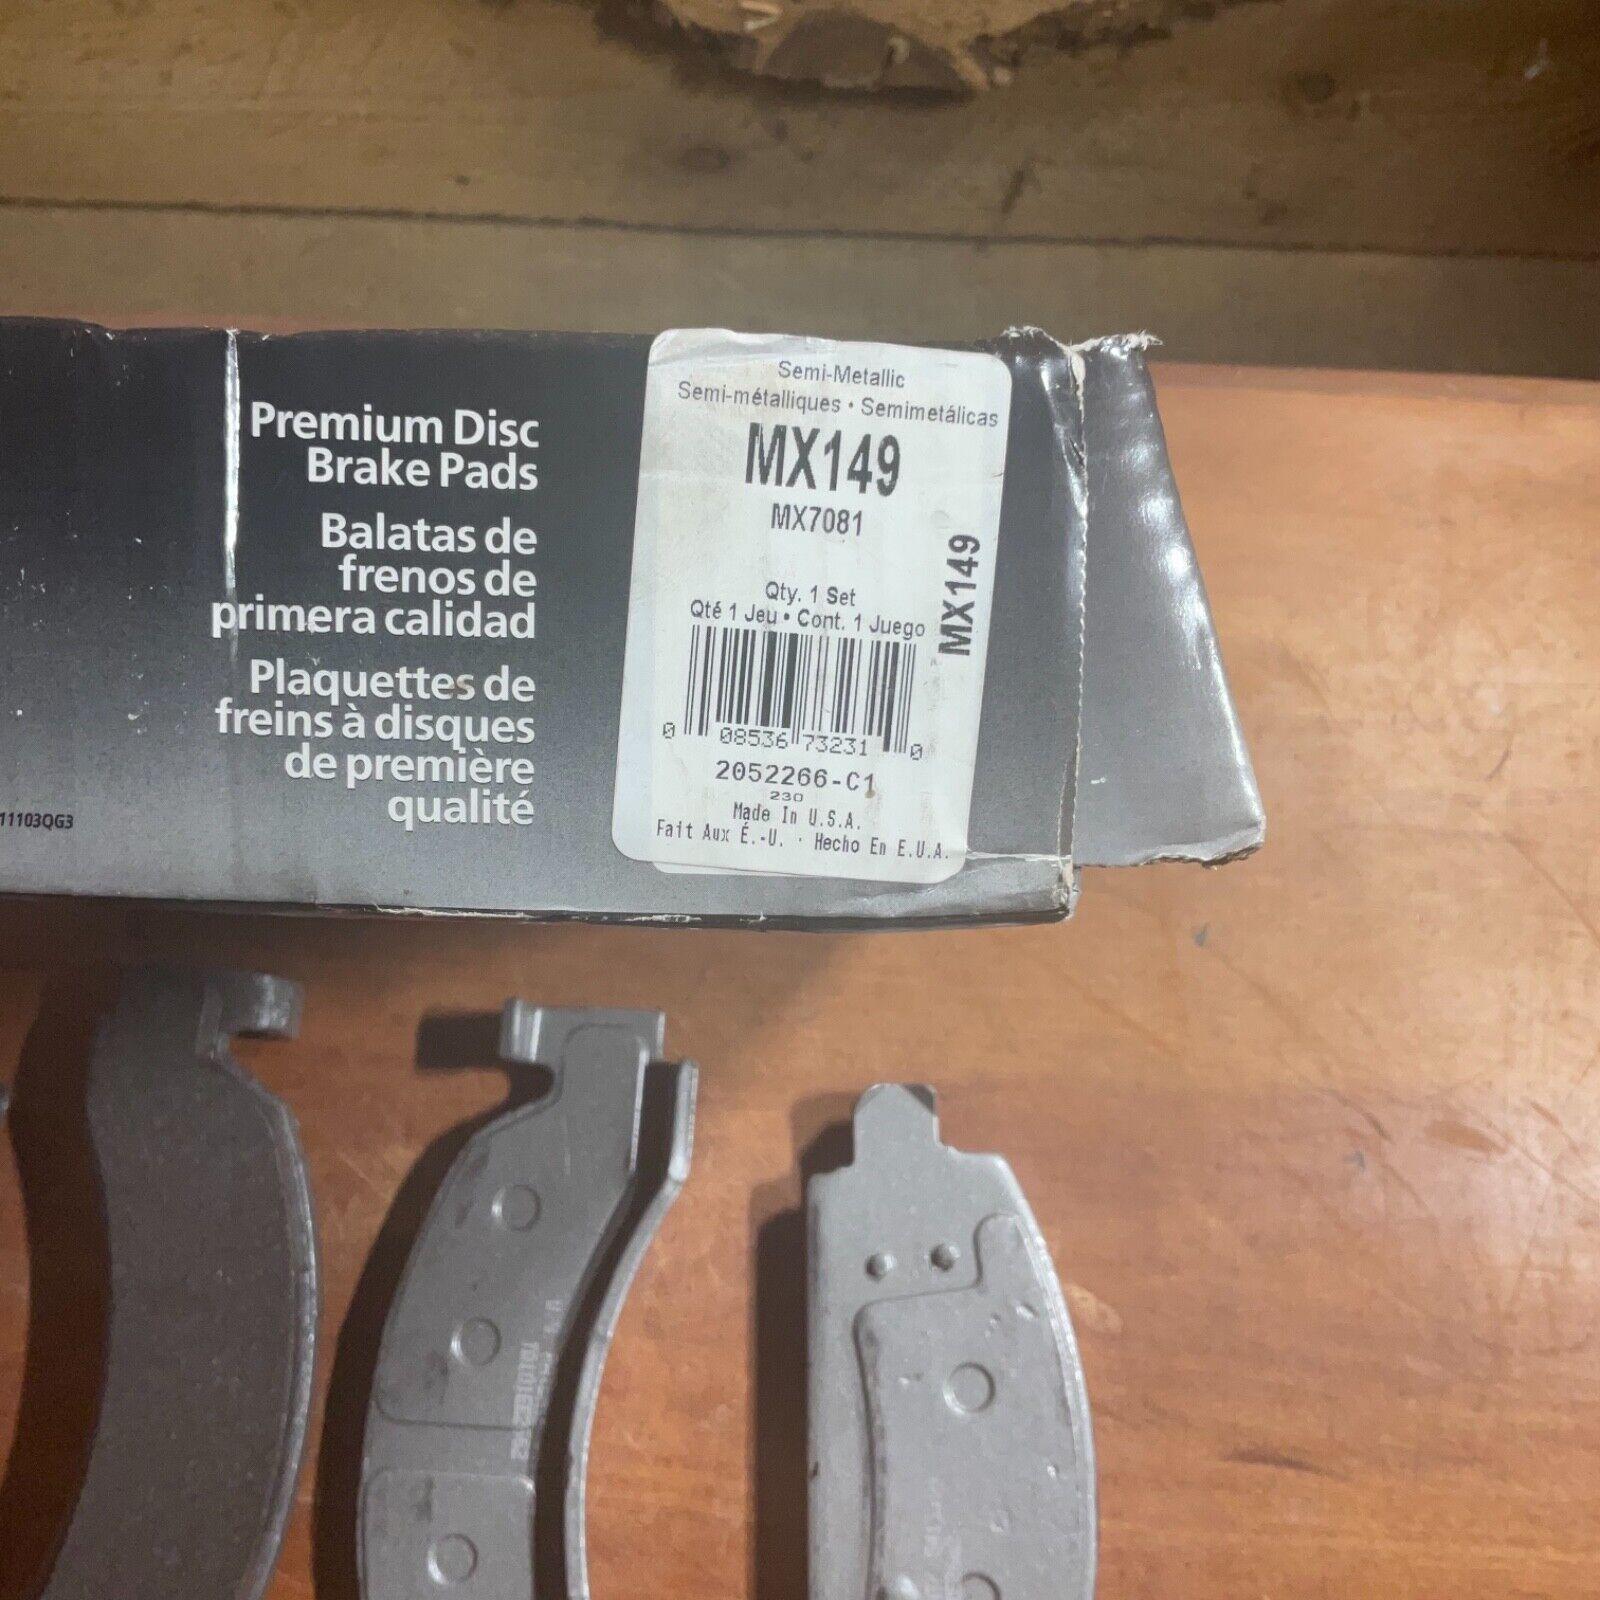 Premium Disc
Brake Pads
Balatas de
frenos de
primera calidad
Plaquettes de
freins à disques
de première
qualité
11103QG3
Semi-Metallic
Semi-métalliques • Semimetálicas
MX149
MX7081
MX149
Qty. 1 Set
Qté 1 Jeu • Cont. 1 Juego
0 08536 73231 0
2052266-C1
230
Made In U.S.A.
Fait Aux É.-U. · Hecho En E.U.A.